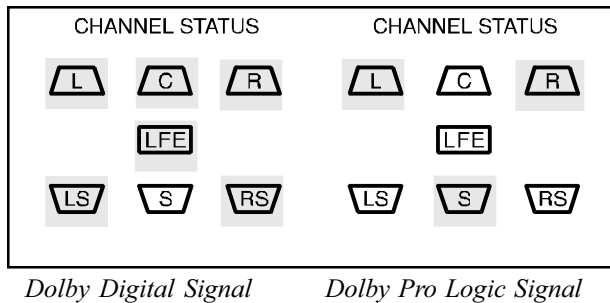 CHANNEL STATUS CHANNEL STATUS
L C R L C R
LFE LFE
LS S RS LS S RS
Dolby Digital Signal Dolby Pro Logic Signal